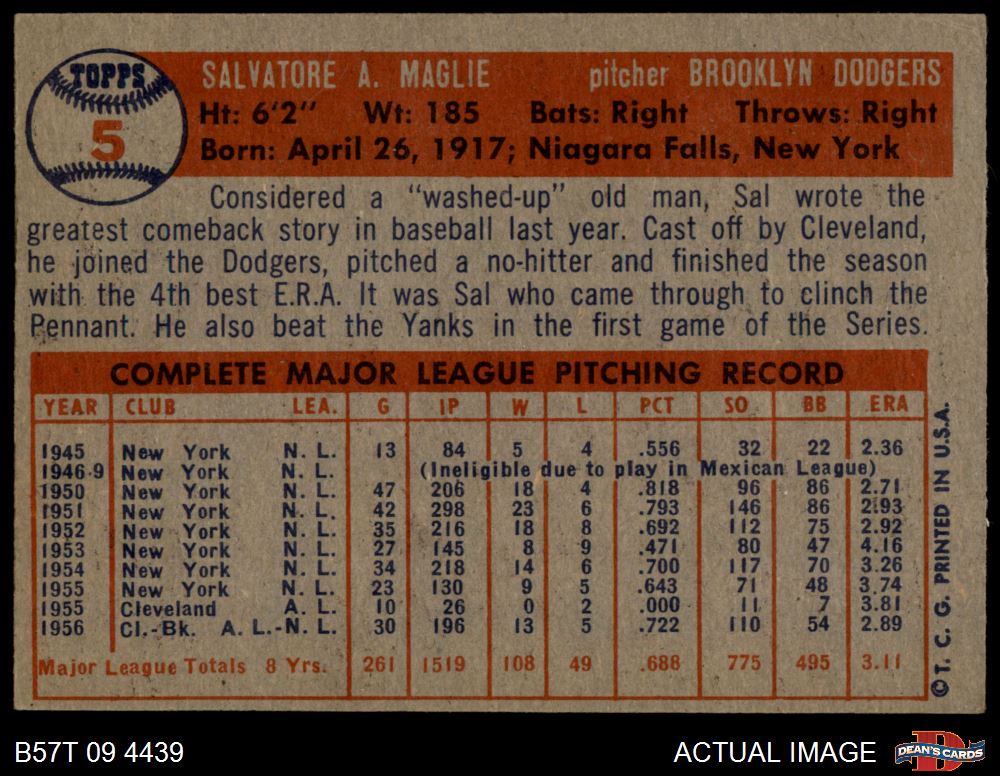 TOPPS
5
SALVATORE A. MAGLIE pitcher BROOKLYN DODGERS
Ht: 6'2" Wt: 185 Bats: Right Throws: Right
Born: April 26, 1917; Niagara Falls, New York
Considered a "washed-up" old man, Sal wrote the
greatest comeback story in baseball last year. Cast off by Cleveland,
he joined the Dodgers, pitched a no-hitter and finished the season
with the 4th best E.R.A. It was Sal who came through to clinch the
Pennant. He also beat the Yanks in the first game of the Series.
COMPLETE MAJOR LEAGUE PITCHING RECORD
YEAR CLUB LEA. G IP W L PCT SO BB ERA
1945 New York N. L. 13 84 5 4 .556 32 22 2.36
1946-9 (Ineligible due to play in Mexican League)
1950 New York N. L. 47 206 18 4 .818 96 86 2.71
1951 New York N. L. 42 298 23 6 .793 146 86 2.93
1952 New York N. L. 35 216 18 8 .692 112 75 2.92
1953 New York N. L. 27 145 8 9 .471 80 47 4.16
1954 New York N. L. 34 218 14 6 .700 117 70 3.26
1955 New York N. L. 23 130 9 5 .643 71 48 3.74
1955 Cleveland A. L. 10 26 0 2 .000 11 7 3.81
1956 Cl.-Bk. A. L.-N. L. 30 196 13 5 .722 110 54 2.89
Major League Totals 8 Yrs. 261 1519 108 49 .688 775 495 3.11
©T. C. G. PRINTED IN U.S.A.
B57T 09 4439 ACTUAL IMAGE
D
DEAN'S CARDS